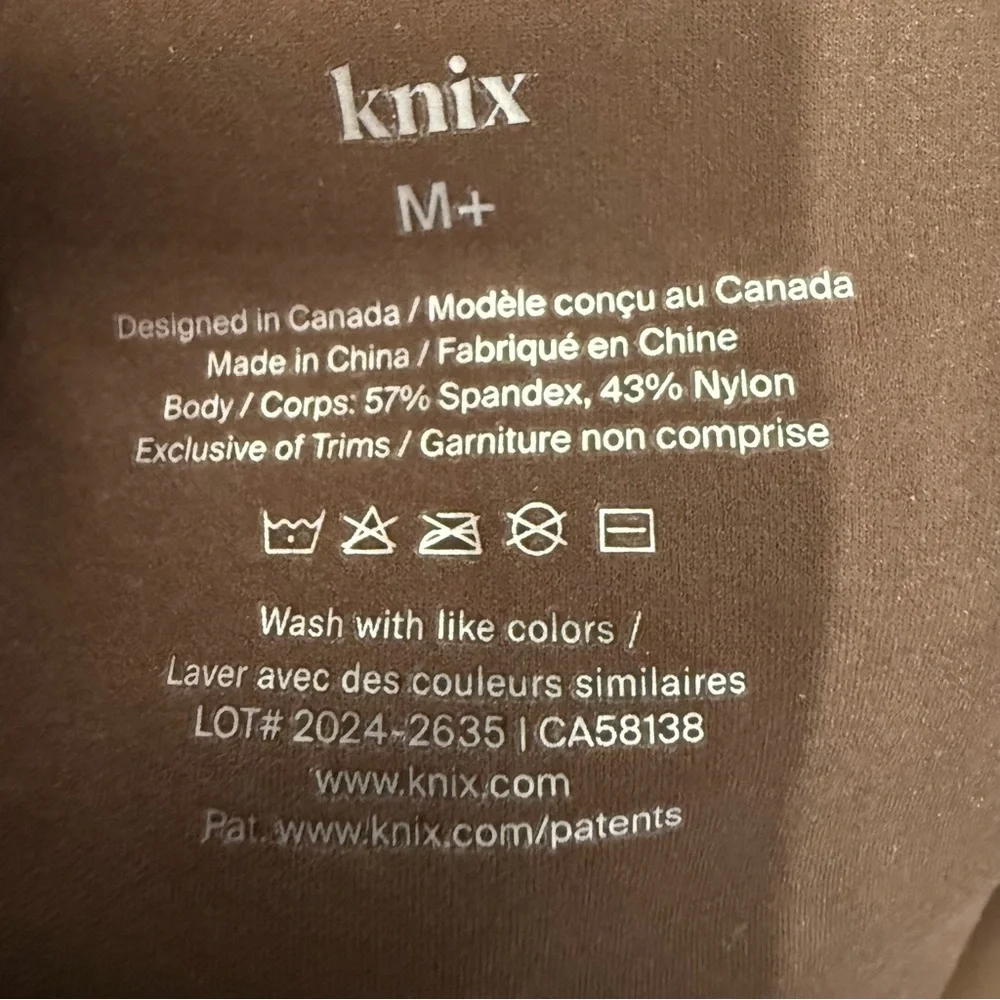 knix
M+
Designed in Canada / Modèle conçu au Canada
Made in China / Fabriqué en Chine
Body / Corps: 57% Spandex, 43% Nylon
Exclusive of Trims / Garniture non comprise
Wash with like colors /
Laver avec des couleurs similaires
LOT# 2024-2635 | CA58138
www.knix.com
Pat. www.knix.com/patents